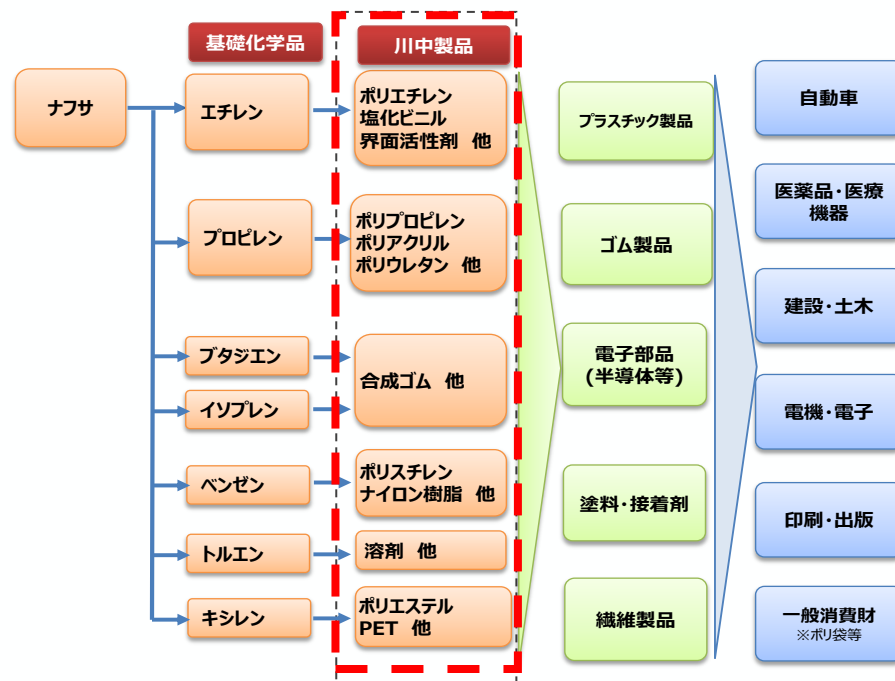 基礎化学品
川中製品
ナフサ
エチレン
ポリエチレン
塩化ビニル
界面活性剤 他
プロピレン
ポリプロピレン
ポリアクリル
ポリウレタン 他
ブタジエン
イソプレン
合成ゴム 他
ベンゼン
ポリスチレン
ナイロン樹脂 他
トルエン
溶剤 他
キシレン
ポリエステル
PET 他
プラスチック製品
ゴム製品
電子部品
(半導体等)
塗料・接着剤
繊維製品
自動車
医薬品・医療
機器
建設・土木
電機・電子
印刷・出版
一般消費財
※ポリ袋等